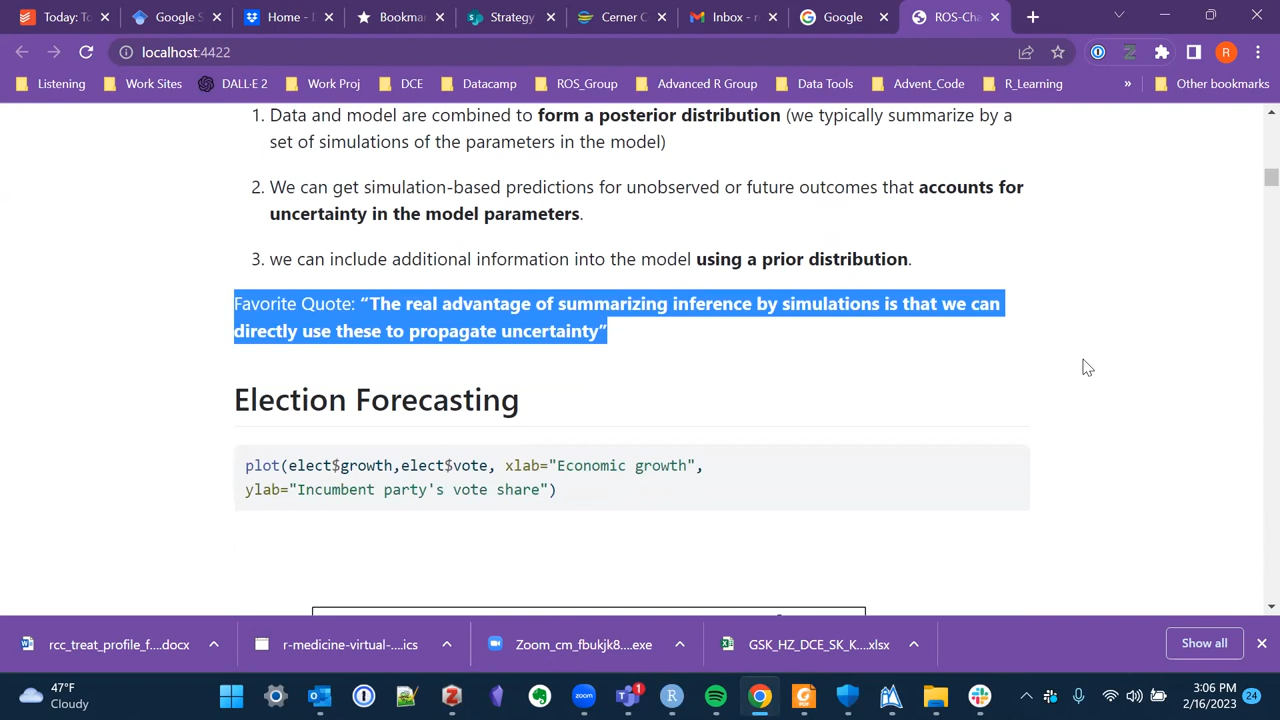 Today: To
Google S
Home - D
Bookmar
Strategy
Cerner C
Inbox - r
Google
ROS-Cha
localhost:4422
Listening
Work Sites
DALL·E 2
Work Proj
DCE
Datacamp
ROS_Group
Advanced R Group
Data Tools
Advent_Code
R_Learning
»
Other bookmarks
1. Data and model are combined to form a posterior distribution (we typically summarize by a
set of simulations of the parameters in the model)
2. We can get simulation-based predictions for unobserved or future outcomes that accounts for
uncertainty in the model parameters.
3. we can include additional information into the model using a prior distribution.
Favorite Quote: “The real advantage of summarizing inference by simulations is that we can
directly use these to propagate uncertainty”
Election Forecasting
plot(elect$growth,elect$vote, xlab="Economic growth",
ylab="Incumbent party's vote share")
rcc_treat_profile_f....docx
r-medicine-virtual-....ics
Zoom_cm_fbukjk8....exe
GSK_HZ_DCE_SK_K....xlsx
Show all
47°F
Cloudy
3:06 PM
2/16/2023
24